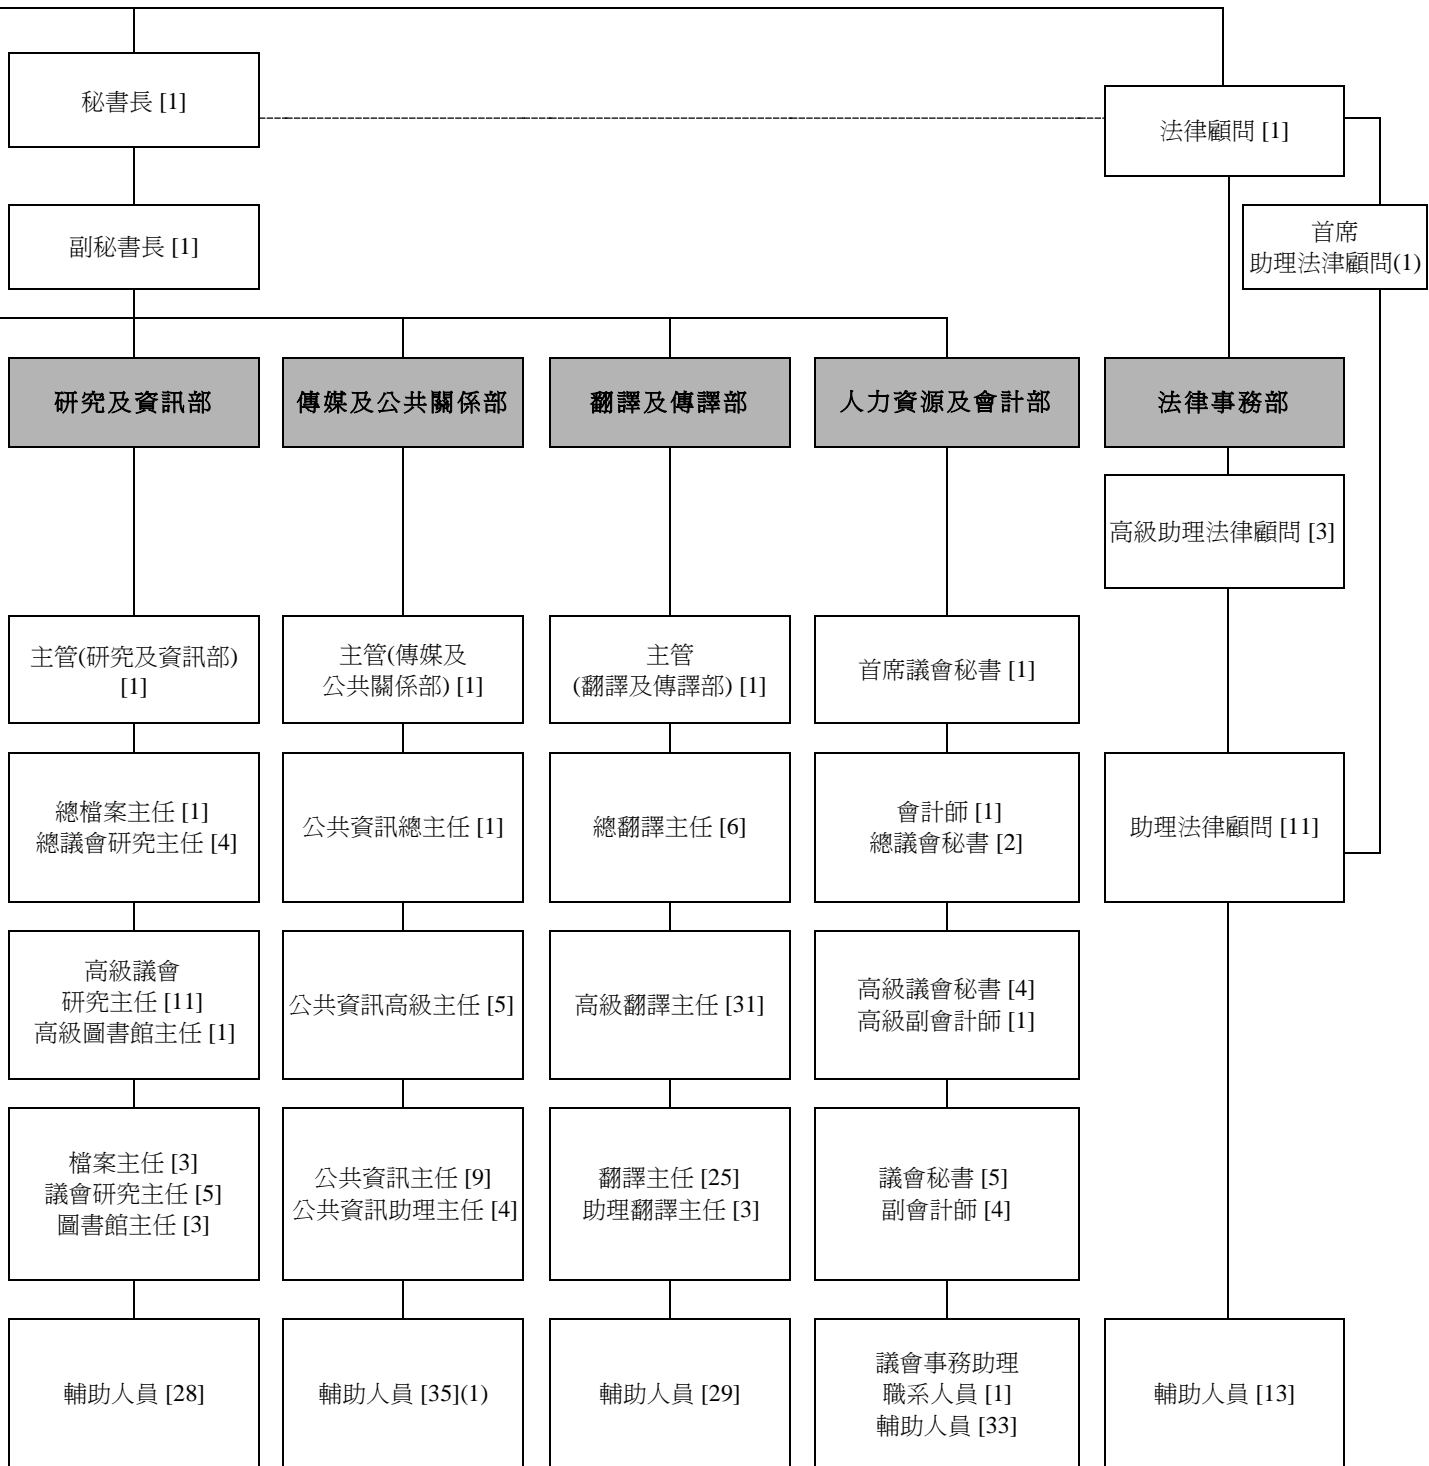 秘書長 [1]
法律顧問 [1]
副秘書長 [1]
首席
助理法津顧問(1)
研究及資訊部
傳媒及公共關係部
翻譯及傳譯部
人力資源及會計部
法律事務部
高級助理法律顧問 [3]
主管(研究及資訊部)
[1]
主管(傳媒及
公共關係部) [1]
主管
(翻譯及傳譯部) [1]
首席議會秘書 [1]
總檔案主任 [1]
總議會研究主任 [4]
公共資訊總主任 [1]
總翻譯主任 [6]
會計師 [1]
總議會秘書 [2]
助理法律顧問 [11]
高級議會
研究主任 [11]
高級圖書館主任 [1]
公共資訊高級主任 [5]
高級翻譯主任 [31]
高級議會秘書 [4]
高級副會計師 [1]
檔案主任 [3]
議會研究主任 [5]
圖書館主任 [3]
公共資訊主任 [9]
公共資訊助理主任 [4]
翻譯主任 [25]
助理翻譯主任 [3]
議會秘書 [5]
副會計師 [4]
輔助人員 [28]
輔助人員 [35](1)
輔助人員 [29]
議會事務助理
職系人員 [1]
輔助人員 [33]
輔助人員 [13]